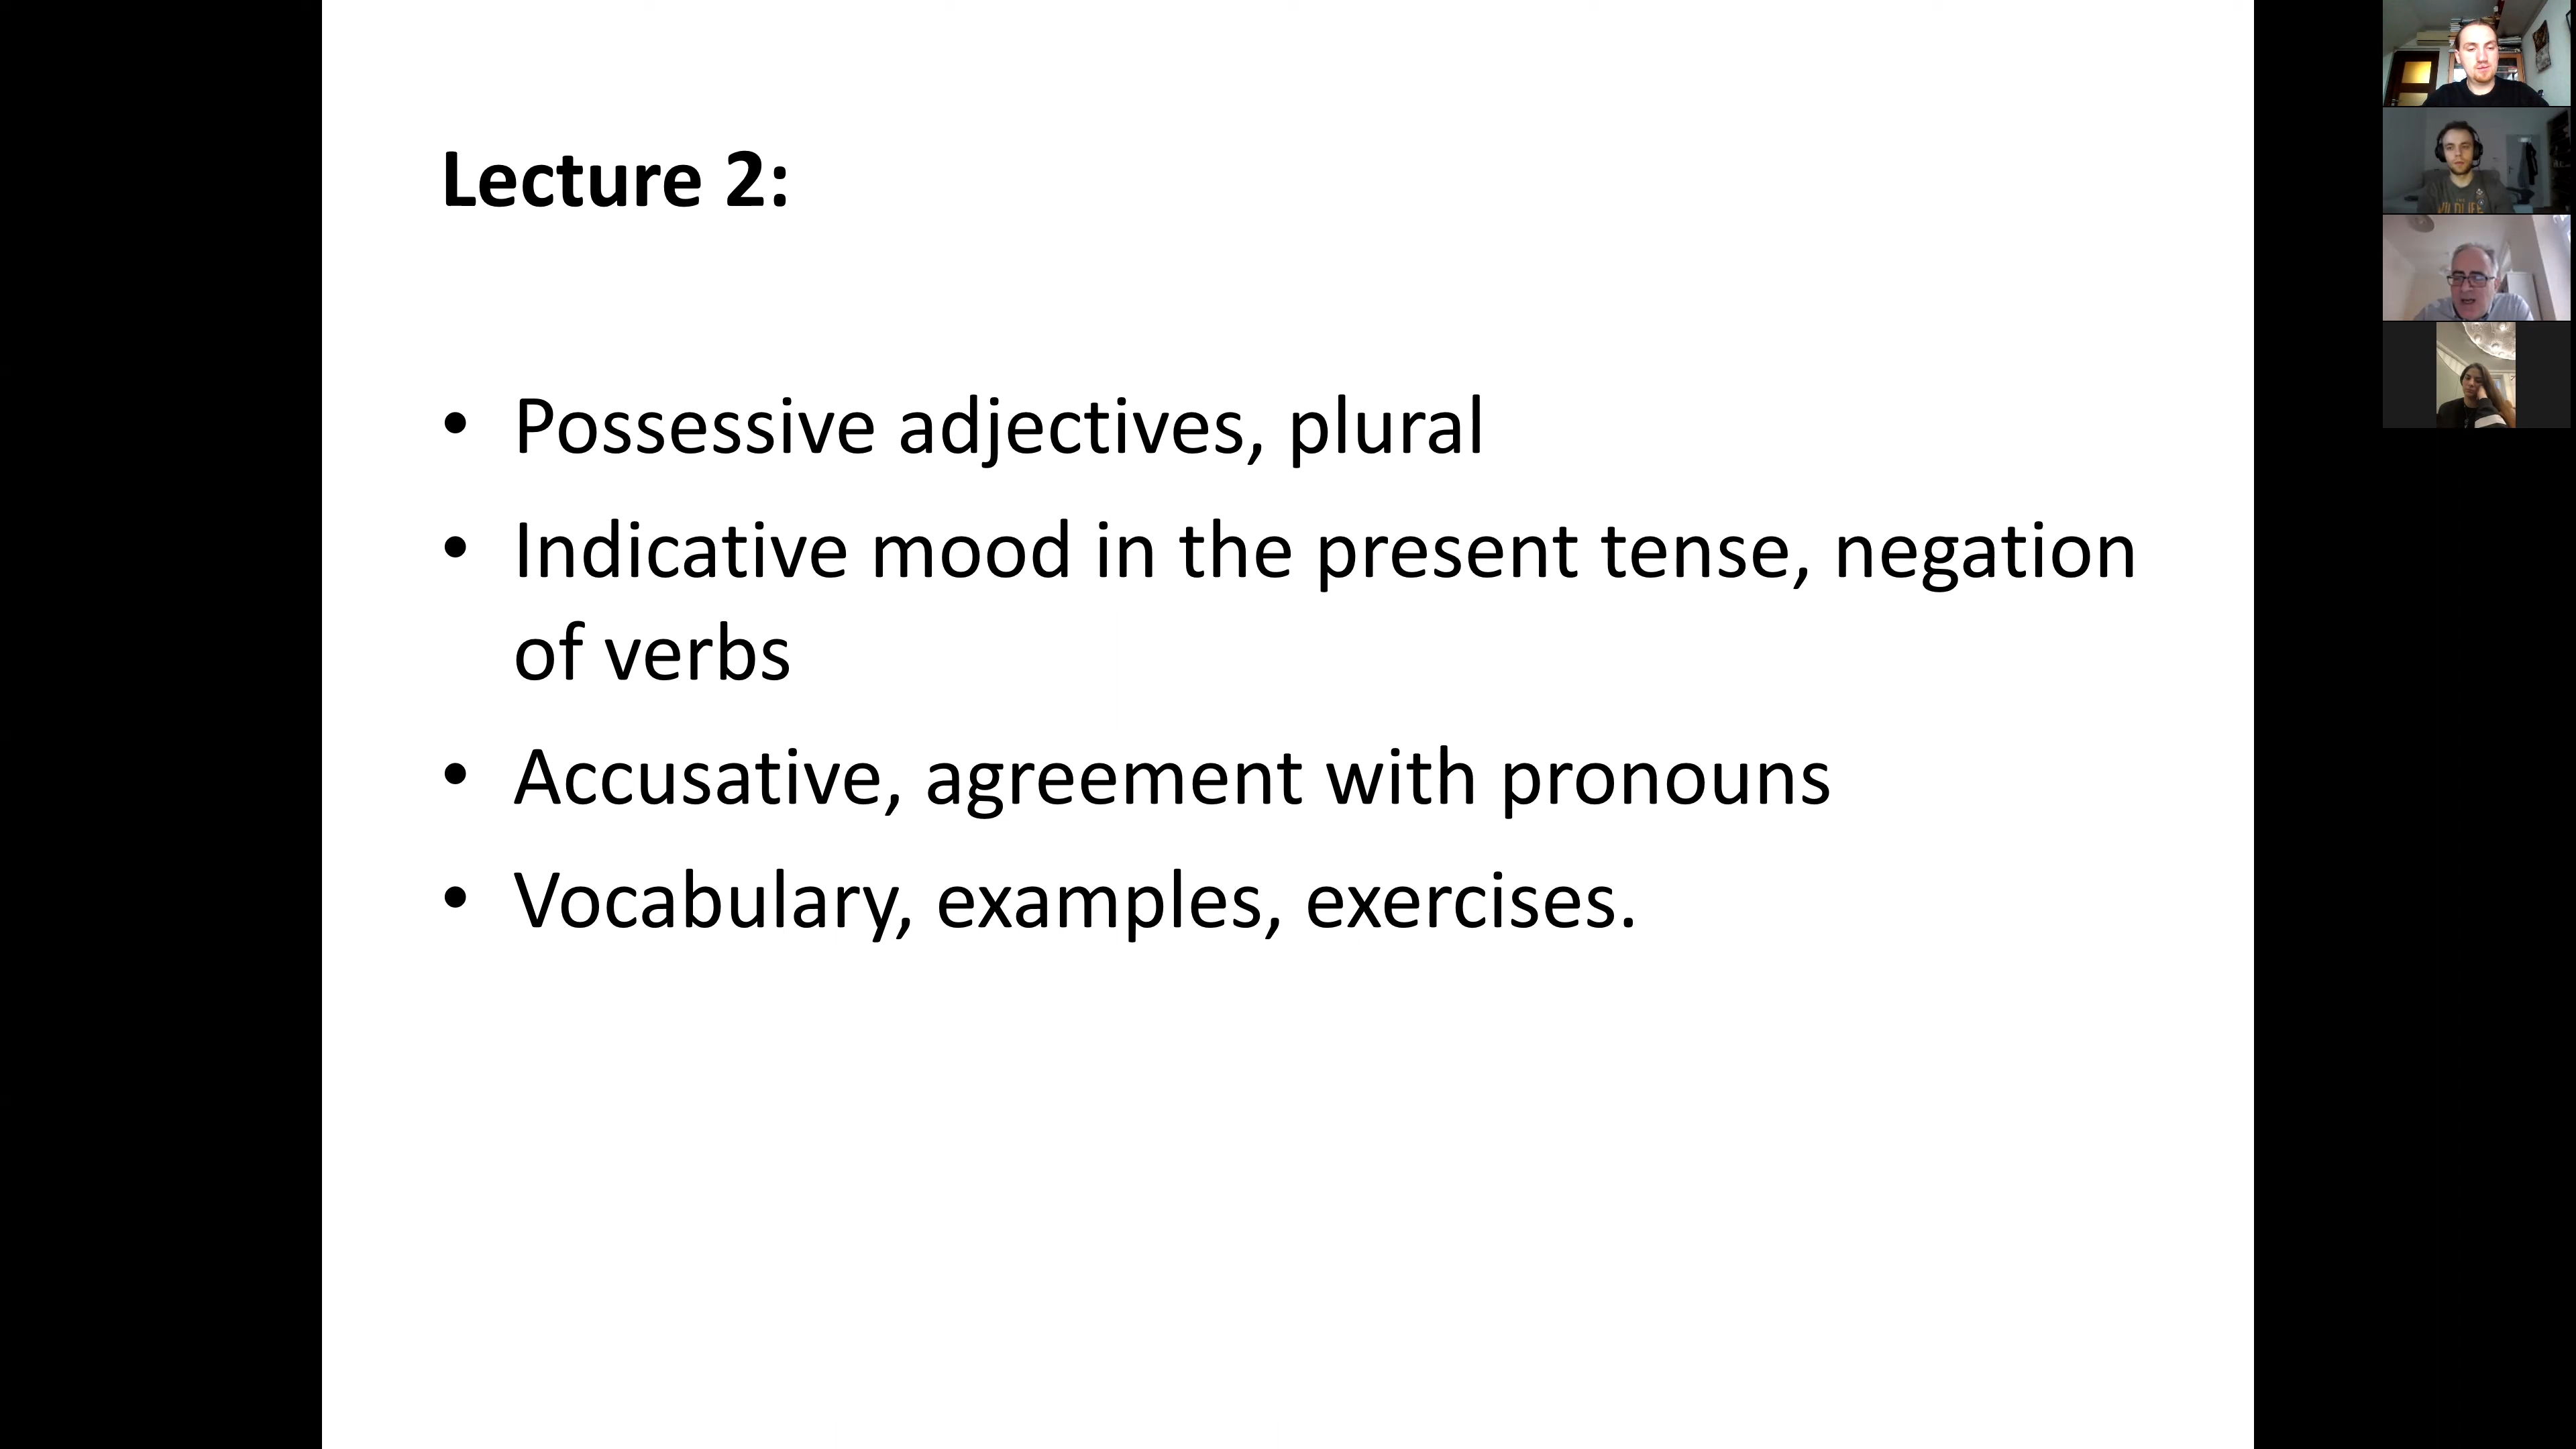 Lecture 2:
• Possessive adjectives, plural
• Indicative mood in the present tense, negation
of verbs
• Accusative, agreement with pronouns
• Vocabulary, examples, exercises.
WILDLIFE